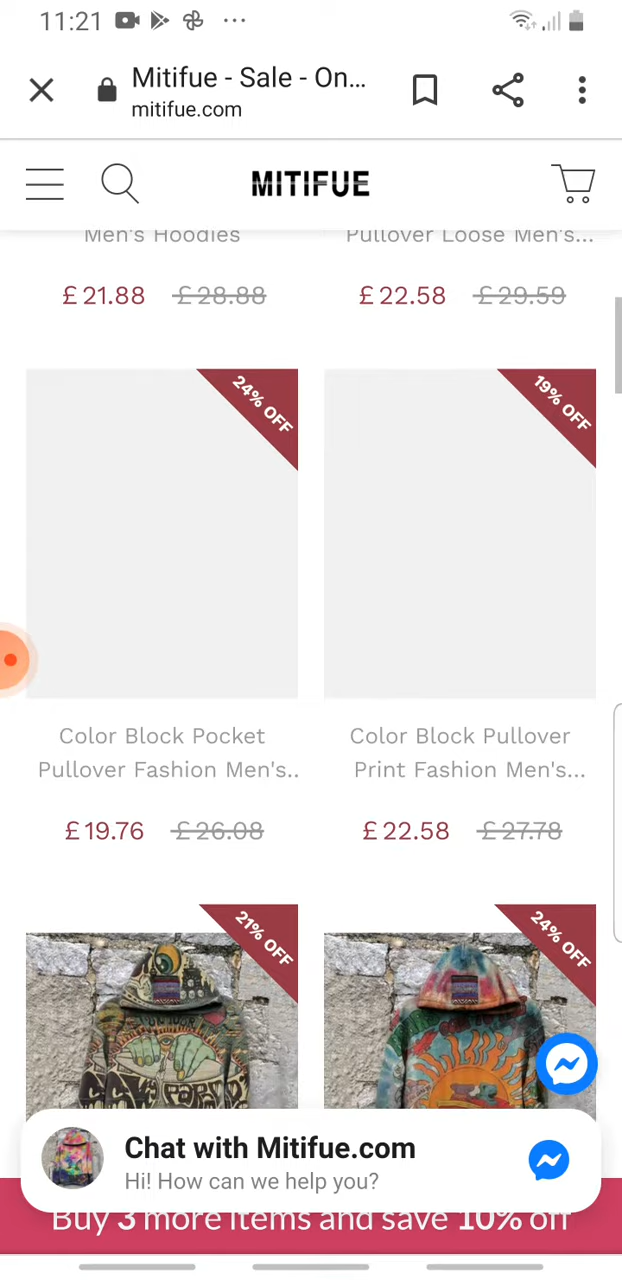 11:21
Mitifue - Sale - On...
mitifue.com
MITIFUE
Men's Hoodies
Pullover Loose Men's...
£21.88 £28.88
£22.58 £29.59
24% OFF
19% OFF
Color Block Pocket
Pullover Fashion Men's..
Color Block Pullover
Print Fashion Men's...
£19.76 £26.08
£22.58 £27.78
21% OFF
24% OFF
Chat with Mitifue.com
Hi! How can we help you?
Buy 3 more items and save 10% off